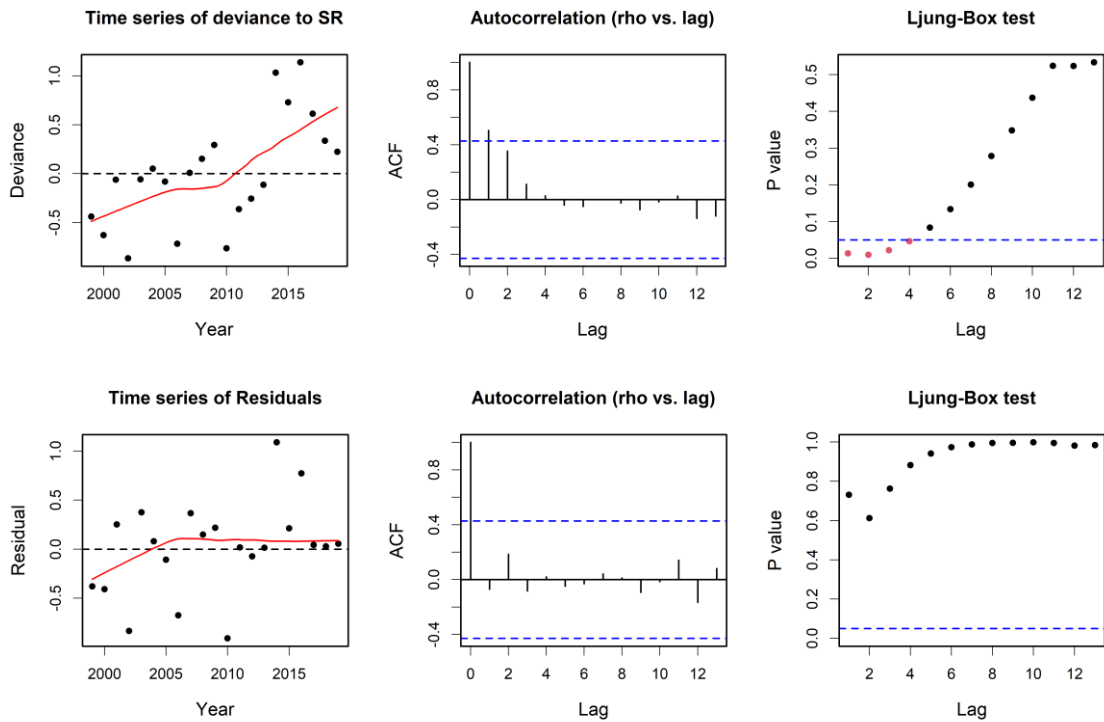 Time series of deviance to SR
Autocorrelation (rho vs. lag)
Ljung-Box test
Deviance
1.0
0.5
0.0
-0.5
2000 2005 2010 2015
Year
ACF
0.8
0.4
0.0
-0.4
0 2 4 6 8 10 12
Lag
P value
0.5
0.4
0.3
0.2
0.1
0.0
2 4 6 8 10 12
Lag
Time series of Residuals
Autocorrelation (rho vs. lag)
Ljung-Box test
Residual
1.0
0.5
0.0
-0.5
2000 2005 2010 2015
Year
ACF
0.8
0.4
0.0
-0.4
0 2 4 6 8 10 12
Lag
P value
1.0
0.8
0.6
0.4
0.2
0.0
2 4 6 8 10 12
Lag